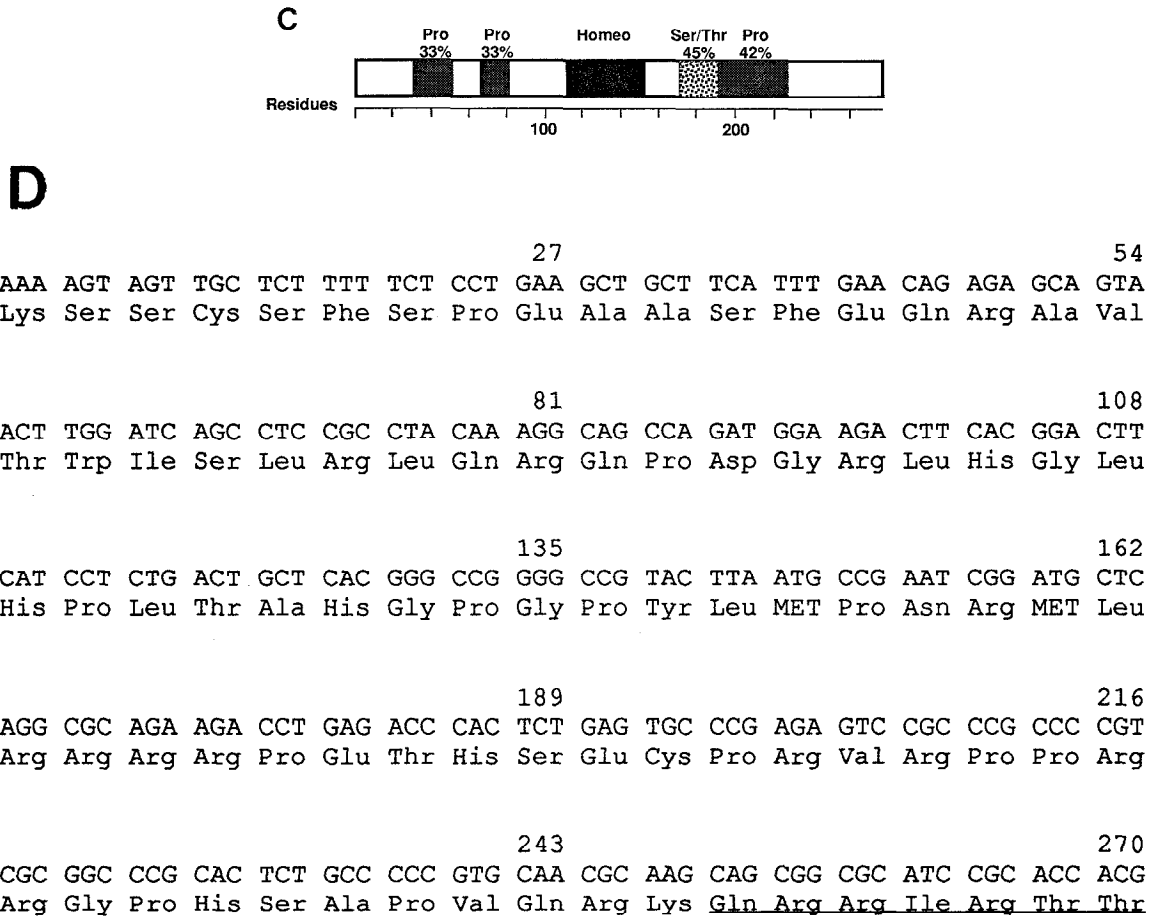 C
Pro Pro Homeo Ser/Thr Pro
33% 33% 45% 42%
Residues
100 200
D
27 54
AAA AGT AGT TGC TCT TTT TCT CCT GAA GCT GCT TCA TTT GAA CAG AGA GCA GTA
Lys Ser Ser Cys Ser Phe Ser Pro Glu Ala Ala Ser Phe Glu Gln Arg Ala Val
81 108
ACT TGG ATC AGC CTC CGC CTA CAA AGG CAG CCA GAT GGA AGA CTT CAC GGA CTT
Thr Trp Ile Ser Leu Arg Leu Gln Arg Gln Pro Asp Gly Arg Leu His Gly Leu
135 162
CAT CCT CTG ACT GCT CAC GGG CCG GGG CCG TAC TTA ATG CCG AAT CGG ATG CTC
His Pro Leu Thr Ala His Gly Pro Gly Pro Tyr Leu MET Pro Asn Arg MET Leu
189 216
AGG CGC AGA AGA CCT GAG ACC CAC TCT GAG TGC CCG AGA GTC CGC CCG CCC CGT
Arg Arg Arg Arg Pro Glu Thr His Ser Glu Cys Pro Arg Val Arg Pro Pro Arg
243 270
CGC GGC CCG CAC TCT GCC CCC GTG CAA CGC AAG CAG CGG CGC ATC CGC ACC ACG
Arg Gly Pro His Ser Ala Pro Val Gln Arg Lys Gln Arg Arg Ile Arg Thr Thr